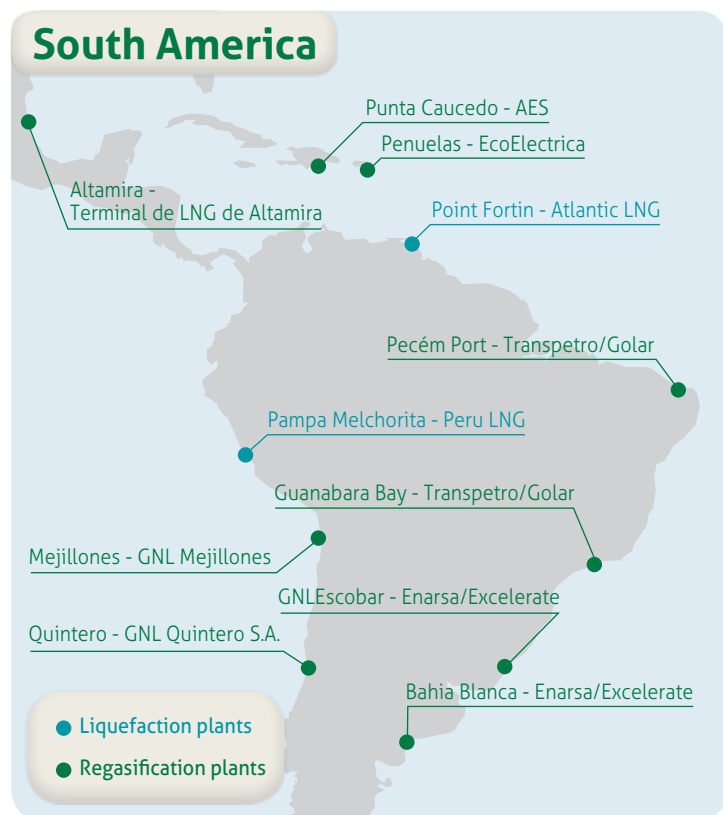 South America
Punta Caucedo - AES
Penuelas - EcoElectrica
Altamira -
Terminal de LNG de Altamira
Point Fortin - Atlantic LNG
Pecém Port - Transpetro/Golar
Pampa Melchorita - Peru LNG
Guanabara Bay - Transpetro/Golar
Mejillones - GNL Mejillones
GNLEscobar - Enarsa/Excelerate
Quintero - GNL Quintero S.A.
Bahia Blanca - Enarsa/Excelerate
Liquefaction plants
Regasification plants